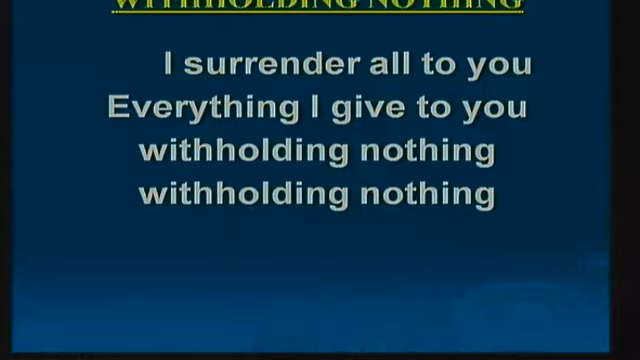 WITHHOLDING NOTHING
I surrender all to you
Everything I give to you
withholding nothing
withholding nothing